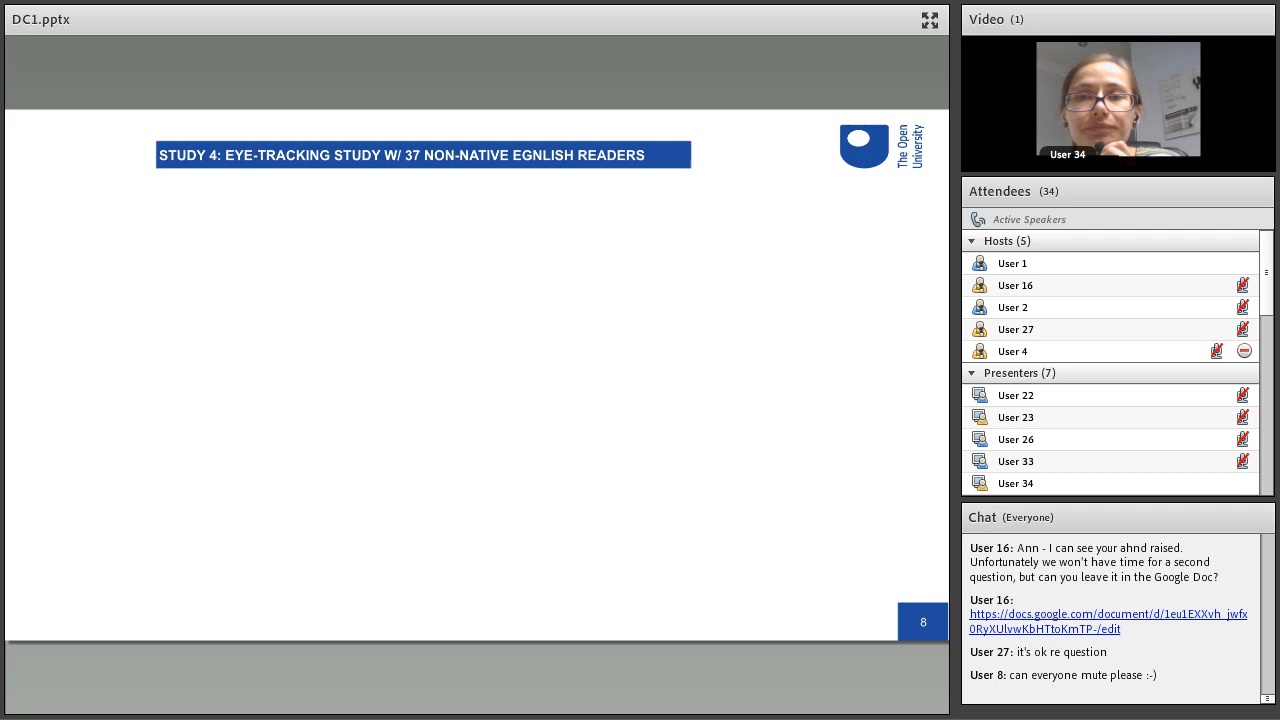 DC1.pptx
STUDY 4: EYE-TRACKING STUDY W/ 37 NON-NATIVE EGNLISH READERS
The Open
University
8
Video (1)
User 34
Attendees (34)
Active Speakers
Hosts (5)
User 1
User 16
User 2
User 27
User 4
Presenters (7)
User 22
User 23
User 26
User 33
User 34
Chat (Everyone)
User 16: Ann - I can see your ahnd raised.
Unfortunately we won't have time for a second
question, but can you leave it in the Google Doc?
User 16:
https://docs.google.com/document/d/1eu1EXXvh_jwfx
0RyXUlvwKbHTtoKmTP-/edit
User 27: it's ok re question
User 8: can everyone mute please :-)